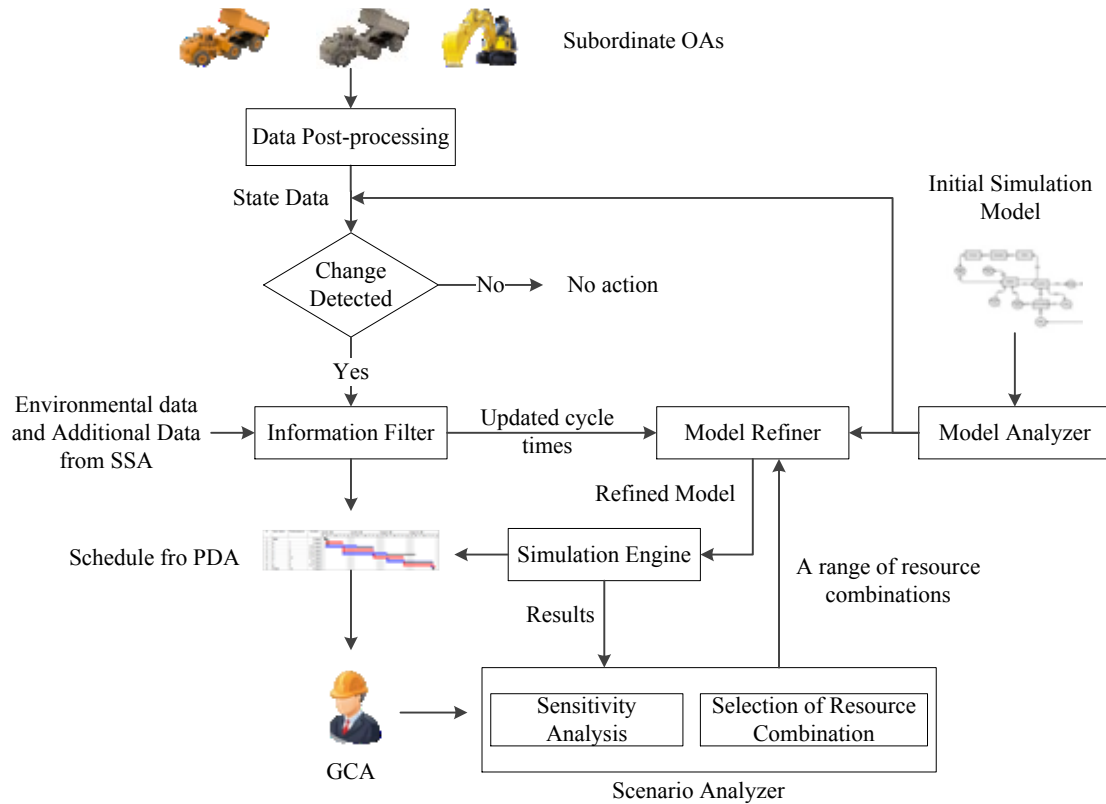 Subordinate OAs
Data Post-processing
State Data
Initial Simulation
Model
Change
Detected
No
No action
Yes
Environmental data
and Additional Data
from SSA
Information Filter
Updated cycle
times
Model Refiner
Model Analyzer
Refined Model
Schedule fro PDA
Simulation Engine
A range of resource
combinations
Results
Sensitivity
Analysis
Selection of Resource
Combination
GCA
Scenario Analyzer